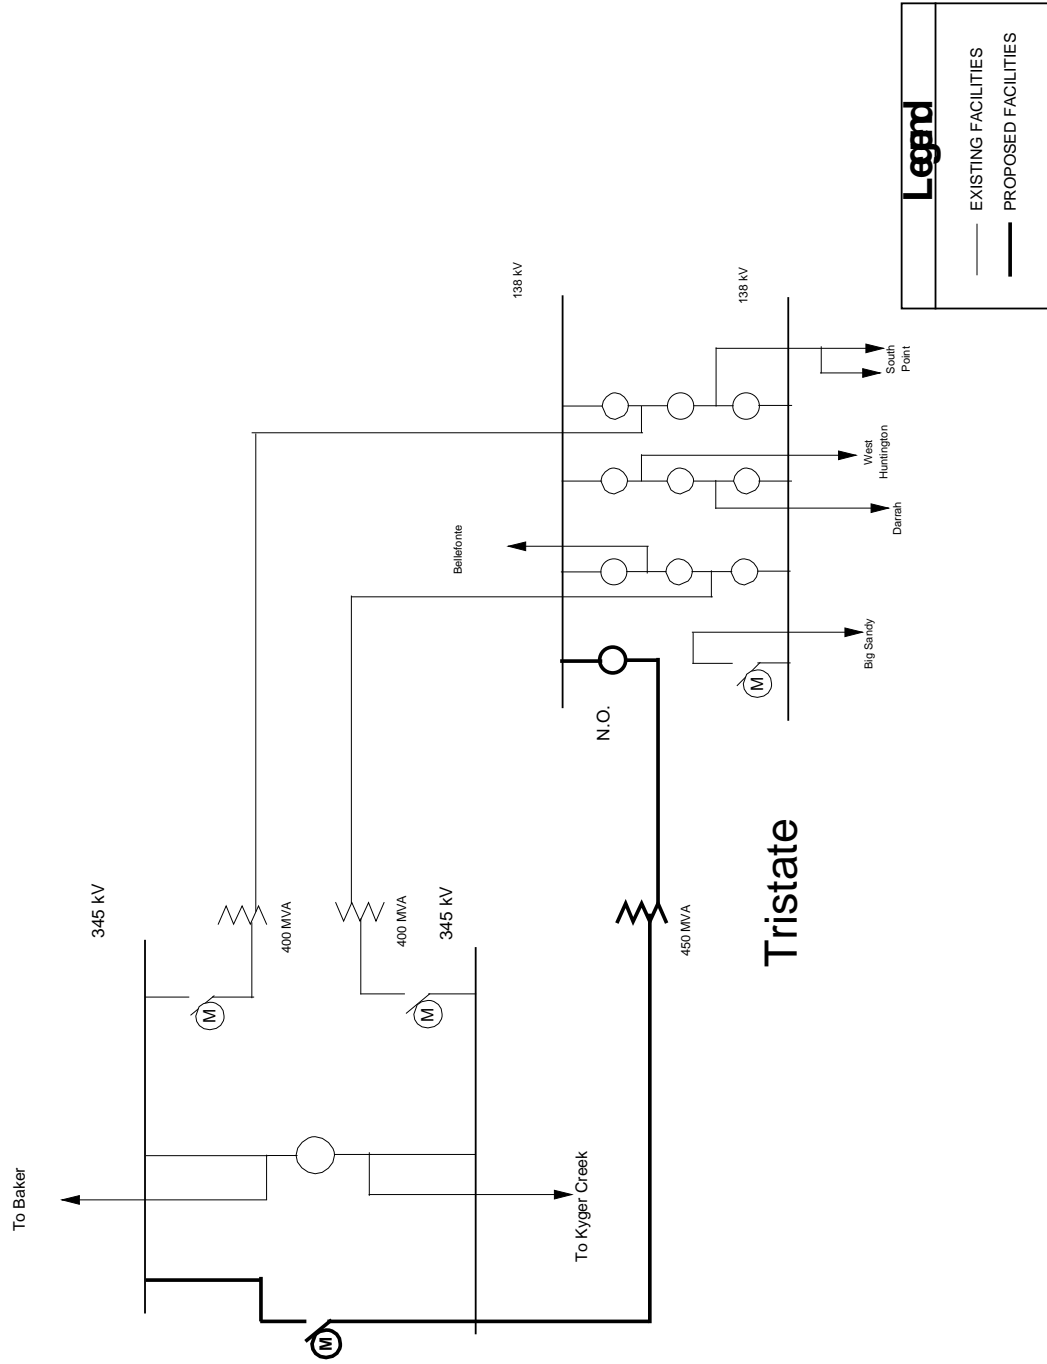 To Baker
345 kV
400 MVA
400 MVA
345 kV
To Kyger Creek
M
M
M
450 MVA
Tristate
N.O.
M
138 kV
138 kV
Bellefonte
Big Sandy
Darrah
West
Huntington
South
Point
Legend
EXISTING FACILITIES
PROPOSED FACILITIES